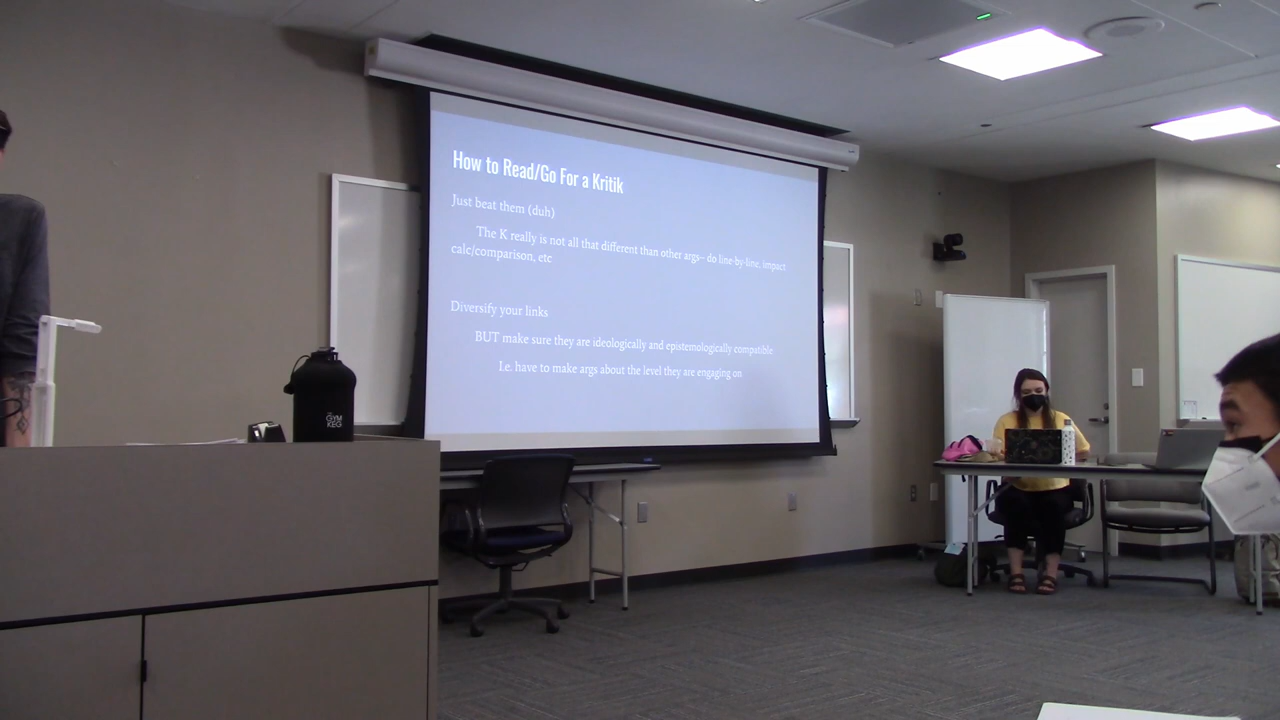 How to Read/Go For a Kritik
Just beat them (duh)
The K really is not all that different than other args– do line-by-line, impact
calc/comparison, etc
Diversify your links
BUT make sure they are ideologically and epistemologically compatible
I.e. have to make args about the level they are engaging on
GYM
KEG